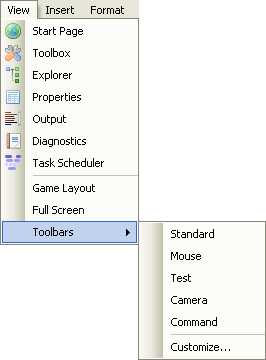 View Insert Format
Start Page
Toolbox
Explorer
Properties
Output
Diagnostics
Task Scheduler
Game Layout
Full Screen
Toolbars
Standard
Mouse
Test
Camera
Command
Customize...